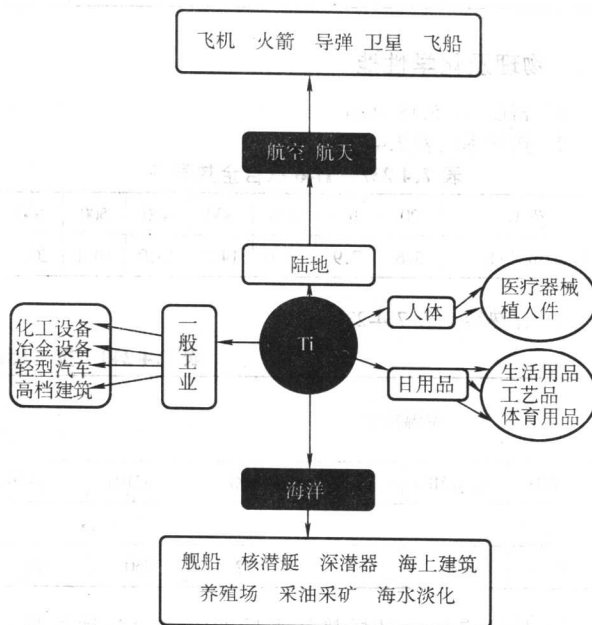 飞机 火箭 导弹 卫星 飞船
航空 航天
陆地
人体
医疗器械
植入件
化工设备
冶金设备
轻型汽车
高档建筑
一般工业
Ti
日用品
生活用品
工艺品
体育用品
海洋
舰船 核潜艇 深潜器 海上建筑
养殖场 采油采矿 海水淡化